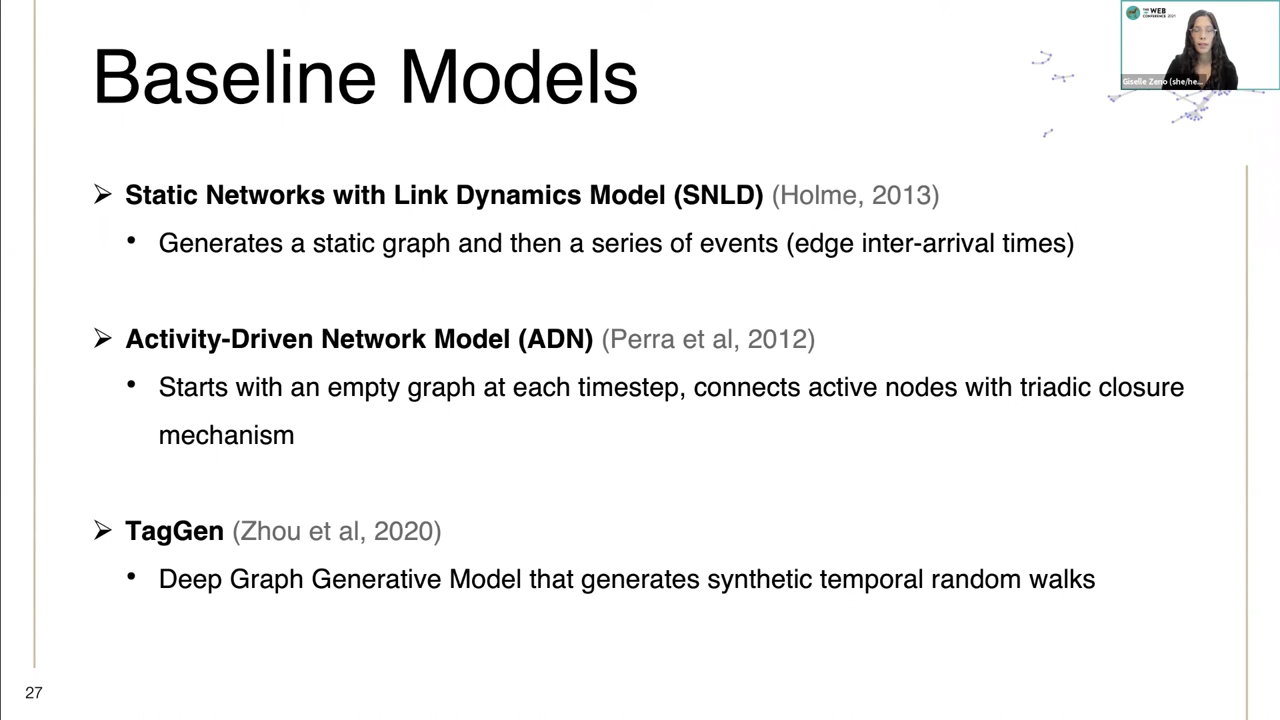 Baseline Models
➢ Static Networks with Link Dynamics Model (SNLD) (Holme, 2013)
• Generates a static graph and then a series of events (edge inter-arrival times)
➢ Activity-Driven Network Model (ADN) (Perra et al, 2012)
• Starts with an empty graph at each timestep, connects active nodes with triadic closure
mechanism
➢ TagGen (Zhou et al, 2020)
• Deep Graph Generative Model that generates synthetic temporal random walks
27
THE WEB
CONFERENCE 2021
Giselle Zeno (she/he...